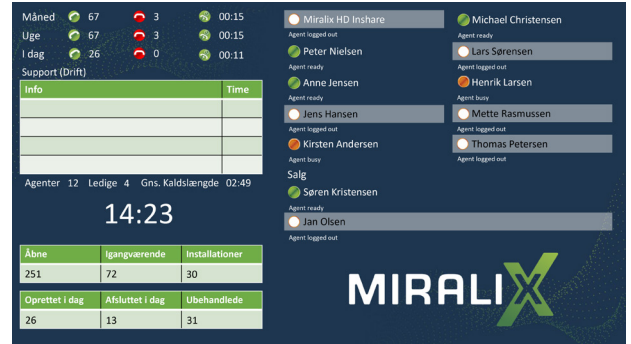 Måned 67 3 00:15
Uge 67 3 00:15
I dag 26 0 00:11
Support (Drift)
Info Time
Agenter 12 Ledige 4 Gns. Kaldslængde 02:49
14:23
Åbne Igangværende Installationer
251 72 30
Oprettet i dag Afsluttet i dag Ubehandlede
26 13 31
Miralix HD Inshare
Agent logged out
Peter Nielsen
Agent ready
Anne Jensen
Agent ready
Jens Hansen
Agent logged out
Kirsten Andersen
Agent busy
Michael Christensen
Agent ready
Lars Sørensen
Agent logged out
Henrik Larsen
Agent busy
Mette Rasmussen
Agent logged out
Thomas Petersen
Agent logged out
Salg
Søren Kristensen
Agent ready
Jan Olsen
Agent logged out
MIRALIX